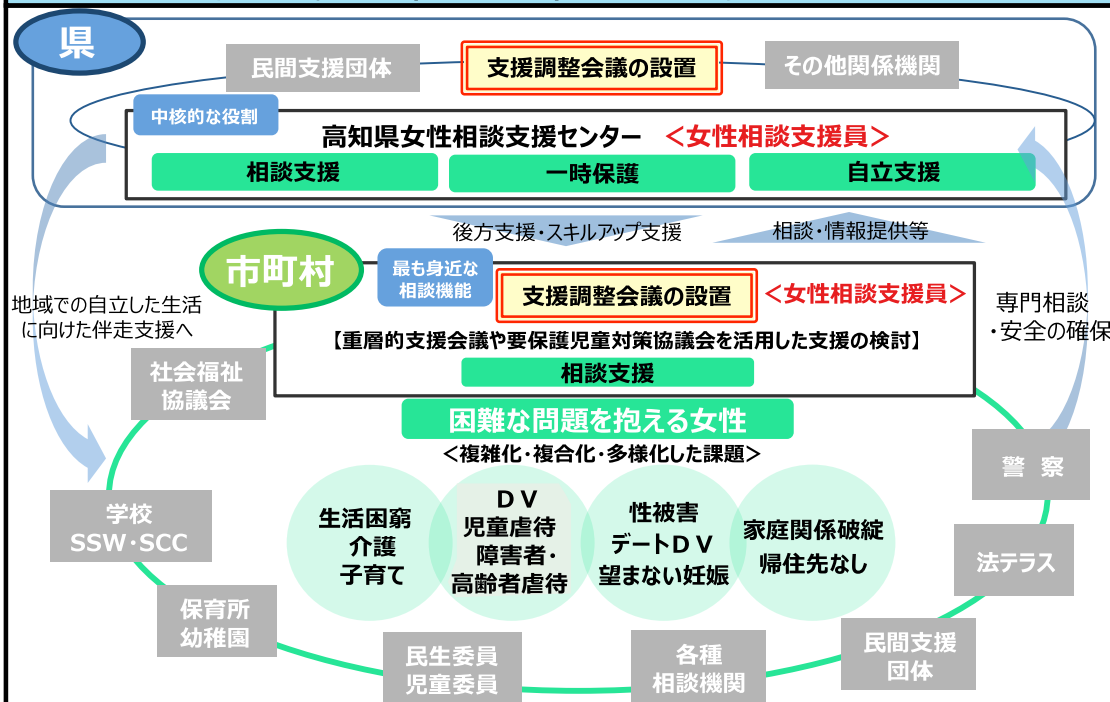 県
民間支援団体
支援調整会議の設置
その他関係機関
中核的な役割
高知県女性相談支援センター <女性相談支援員>
相談支援
一時保護
自立支援
後方支援・スキルアップ支援
相談・情報提供等
市町村
最も身近な
相談機能
支援調整会議の設置
<女性相談支援員>
【重層的支援会議や要保護児童対策協議会を活用した支援の検討】
相談支援
地域での自立した生活
に向けた伴走支援へ
専門相談
・安全の確保
社会福祉
協議会
困難な問題を抱える女性
<複雑化・複合化・多様化した課題>
警 察
学校
SSW・SCC
生活困窮
介護
子育て
ＤＶ
児童虐待
障害者・
高齢者虐待
性被害
デートＤＶ
望まない妊娠
家庭関係破綻
帰住先なし
法テラス
保育所
幼稚園
民生委員
児童委員
各種
相談機関
民間支援
団体